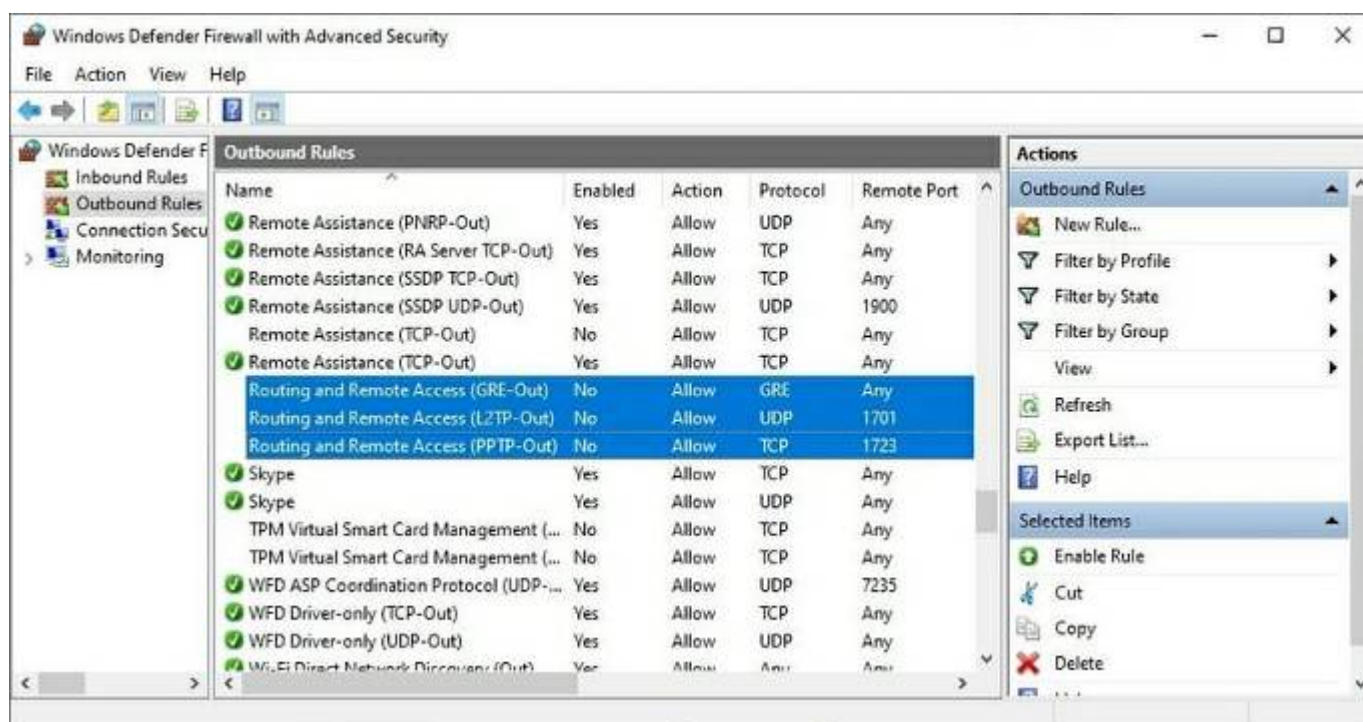 Windows Defender Firewall with Advanced Security
File Action View Help
Windows Defender F
Inbound Rules
Outbound Rules
Connection Secu
Monitoring
Outbound Rules
Name Enabled Action Protocol Remote Port
Remote Assistance (PNRP-Out) Yes Allow UDP Any
Remote Assistance (RA Server TCP-Out) Yes Allow TCP Any
Remote Assistance (SSDP TCP-Out) Yes Allow TCP Any
Remote Assistance (SSDP UDP-Out) Yes Allow UDP 1900
Remote Assistance (TCP-Out) No Allow TCP Any
Remote Assistance (TCP-Out) Yes Allow TCP Any
Routing and Remote Access (GRE-Out) No Allow GRE Any
Routing and Remote Access (L2TP-Out) No Allow UDP 1701
Routing and Remote Access (PPTP-Out) No Allow TCP 1723
Skype Yes Allow TCP Any
Skype Yes Allow UDP Any
TPM Virtual Smart Card Management (... No Allow TCP Any
TPM Virtual Smart Card Management (... No Allow TCP Any
WFD ASP Coordination Protocol (UDP-... Yes Allow UDP 7235
WFD Driver-only (TCP-Out) Yes Allow TCP Any
WFD Driver-only (UDP-Out) Yes Allow UDP Any
Wi-Fi Direct Network Discovery (Out) Yes Allow Any Any
Actions
Outbound Rules
New Rule...
Filter by Profile
Filter by State
Filter by Group
View
Refresh
Export List...
Help
Selected Items
Enable Rule
Cut
Copy
Delete